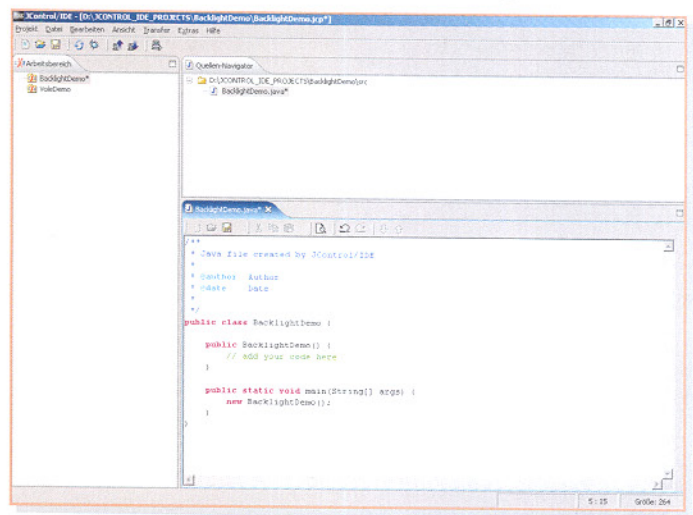 JControl/IDE - [D:\JCONTROL_IDE_PROJECTS\BacklightDemo\BacklightDemo.jcp*]
Projekt Datei Bearbeiten Ansicht Transfer Extras Hilfe
Arbeitsbereich
BacklightDemo*
VoleDemo
Quellen-Navigator
D:\JCONTROL_IDE_PROJECTS\BacklightDemo\src
BacklightDemo.java*
BacklightDemo.java*
/**
* Java file created by JControl/IDE
*
* @author Author
* @date Date
*
*/
public class BacklightDemo {
public BacklightDemo() {
// add your code here
}
public static void main(String[] args) {
new BacklightDemo();
}
}
5:25 Größe: 264